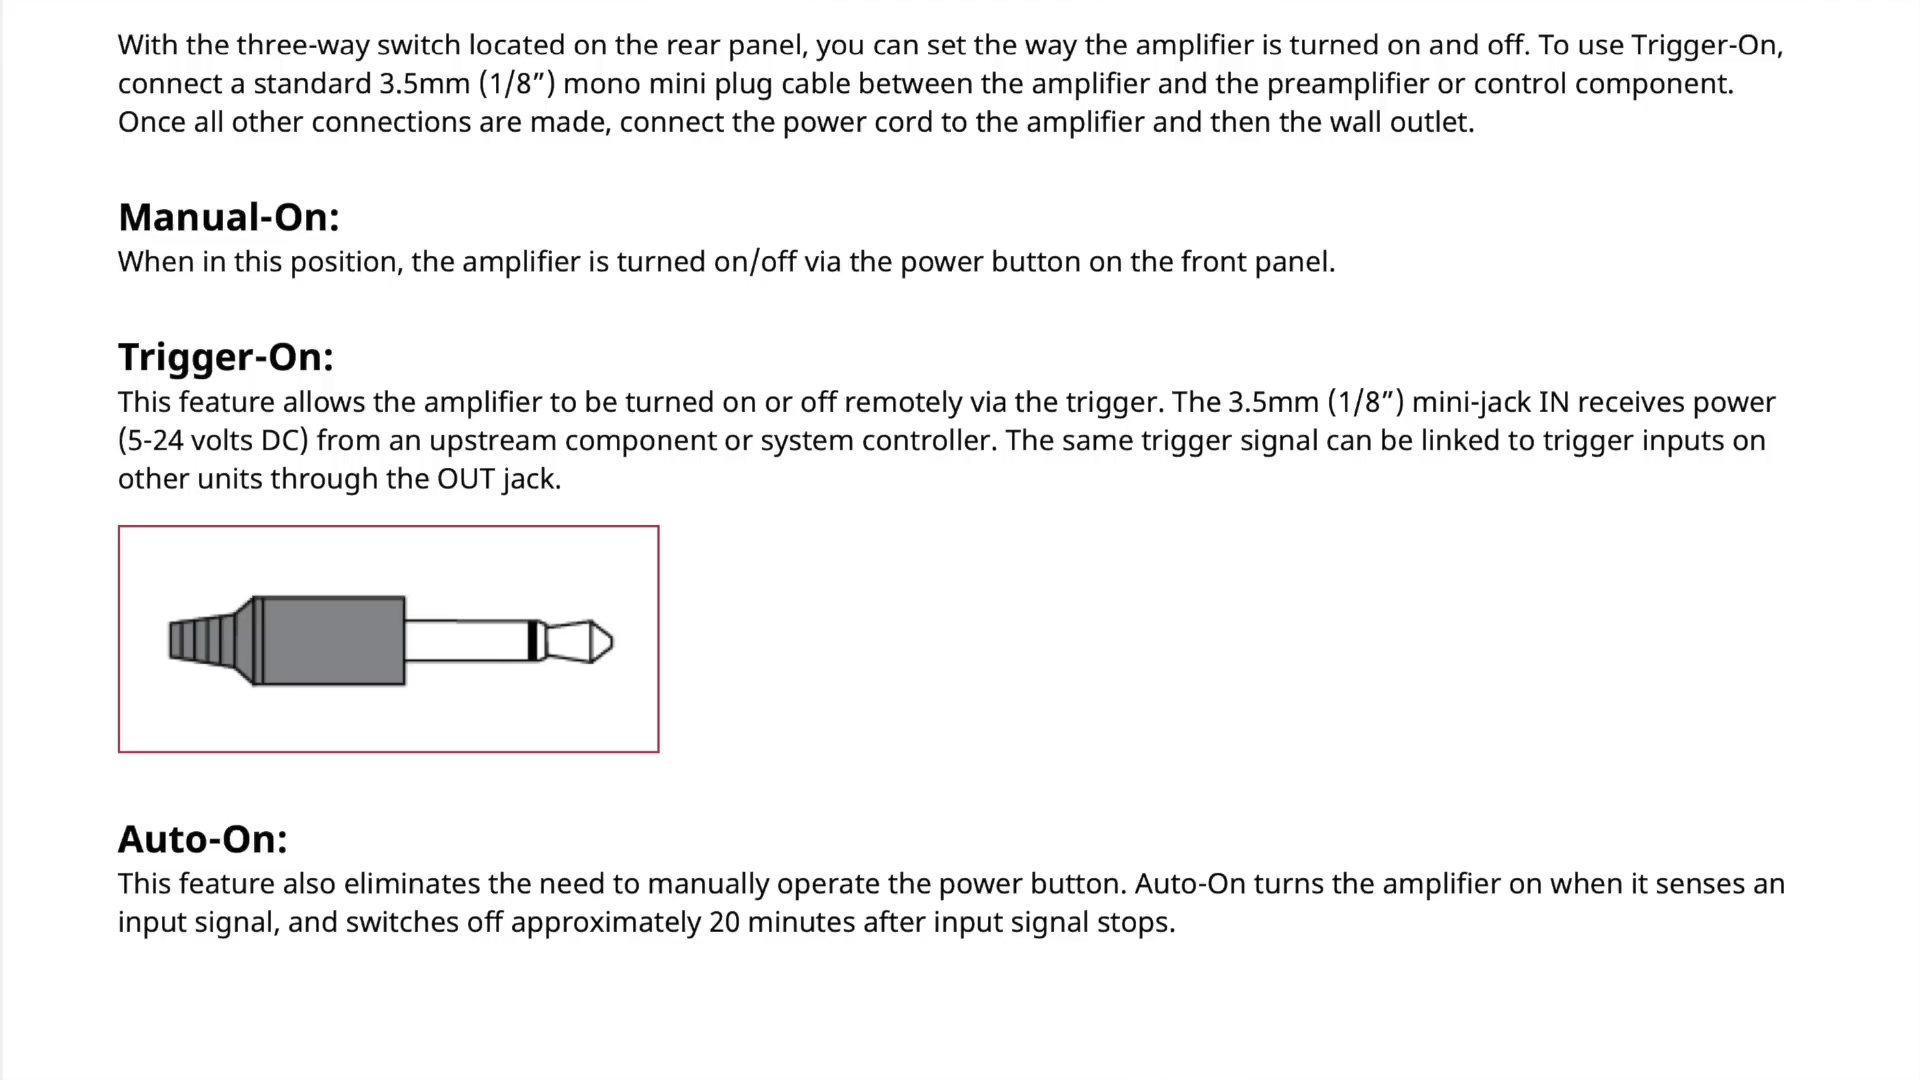 With the three-way switch located on the rear panel, you can set the way the amplifier is turned on and off. To use Trigger-On,
connect a standard 3.5mm (1/8”) mono mini plug cable between the amplifier and the preamplifier or control component.
Once all other connections are made, connect the power cord to the amplifier and then the wall outlet.
Manual-On:
When in this position, the amplifier is turned on/off via the power button on the front panel.
Trigger-On:
This feature allows the amplifier to be turned on or off remotely via the trigger. The 3.5mm (1/8”) mini-jack IN receives power
(5-24 volts DC) from an upstream component or system controller. The same trigger signal can be linked to trigger inputs on
other units through the OUT jack.
Auto-On:
This feature also eliminates the need to manually operate the power button. Auto-On turns the amplifier on when it senses an
input signal, and switches off approximately 20 minutes after input signal stops.